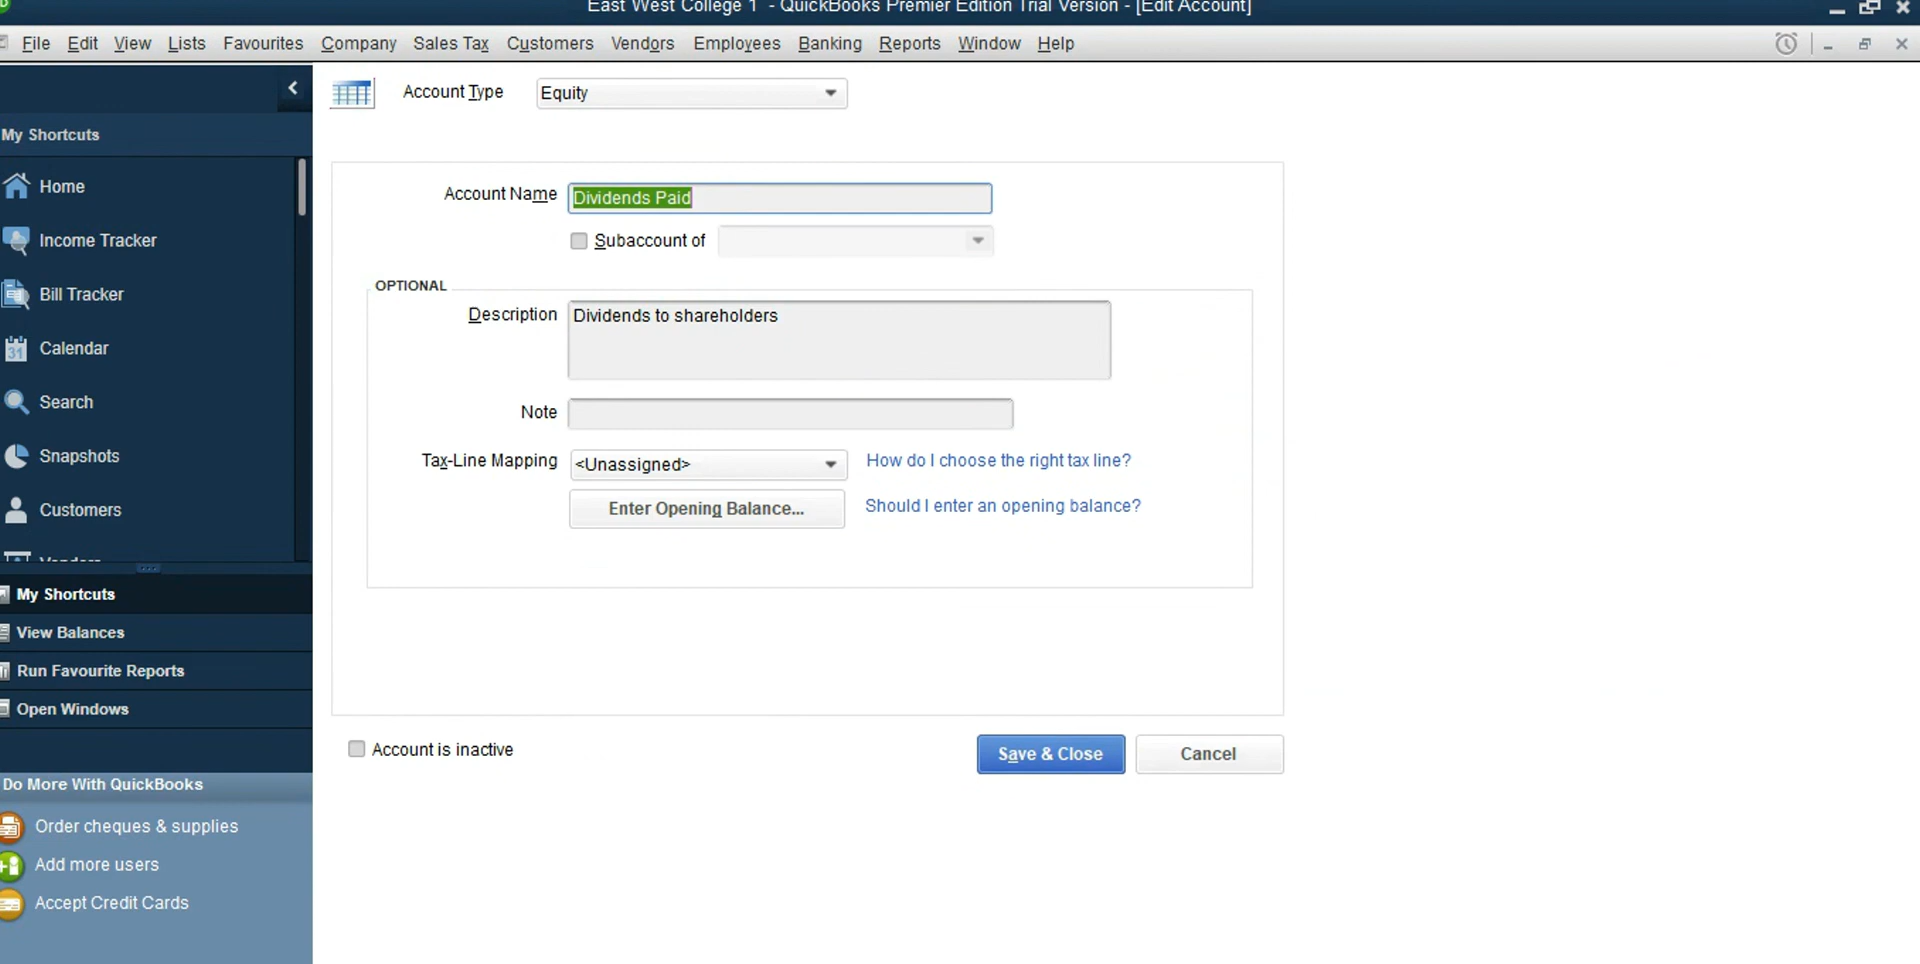 East West College 1 - QuickBooks Premier Edition Trial Version - [Edit Account]
File Edit View Lists Favourites Company Sales Tax Customers Vendors Employees Banking Reports Window Help
Account Type Equity
My Shortcuts
Home
Income Tracker
Bill Tracker
Calendar
31
Search
Snapshots
Customers
Vendors
My Shortcuts
View Balances
Run Favourite Reports
Open Windows
Do More With QuickBooks
Order cheques & supplies
Add more users
Accept Credit Cards
Account Name Dividends Paid
Subaccount of
OPTIONAL
Description Dividends to shareholders
Note
Tax-Line Mapping <Unassigned> How do I choose the right tax line?
Enter Opening Balance... Should I enter an opening balance?
Account is inactive
Save & Close Cancel